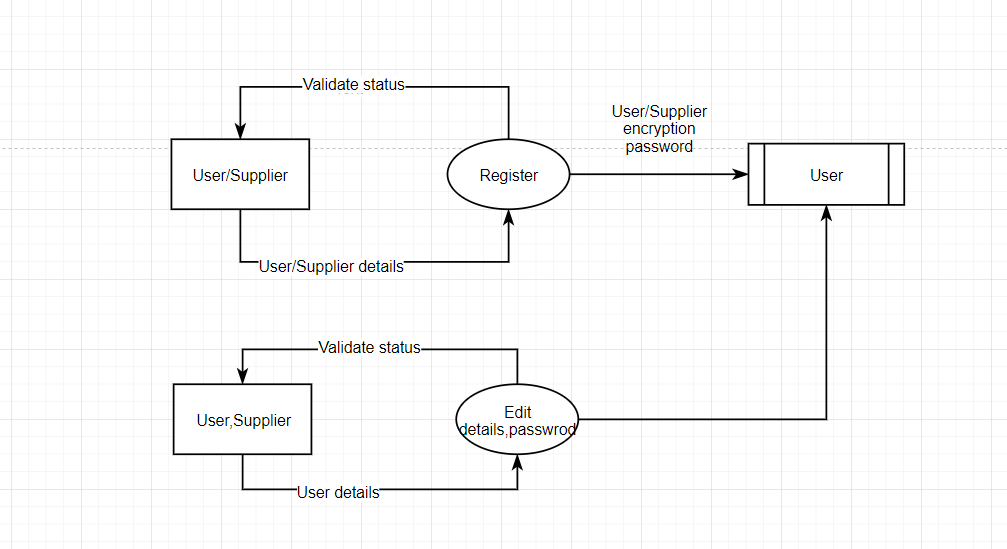 Validate status
User/Supplier
encryption
password
User/Supplier
Register
User
User/Supplier details
Validate status
User,Supplier
Edit
details,passwrod
User details